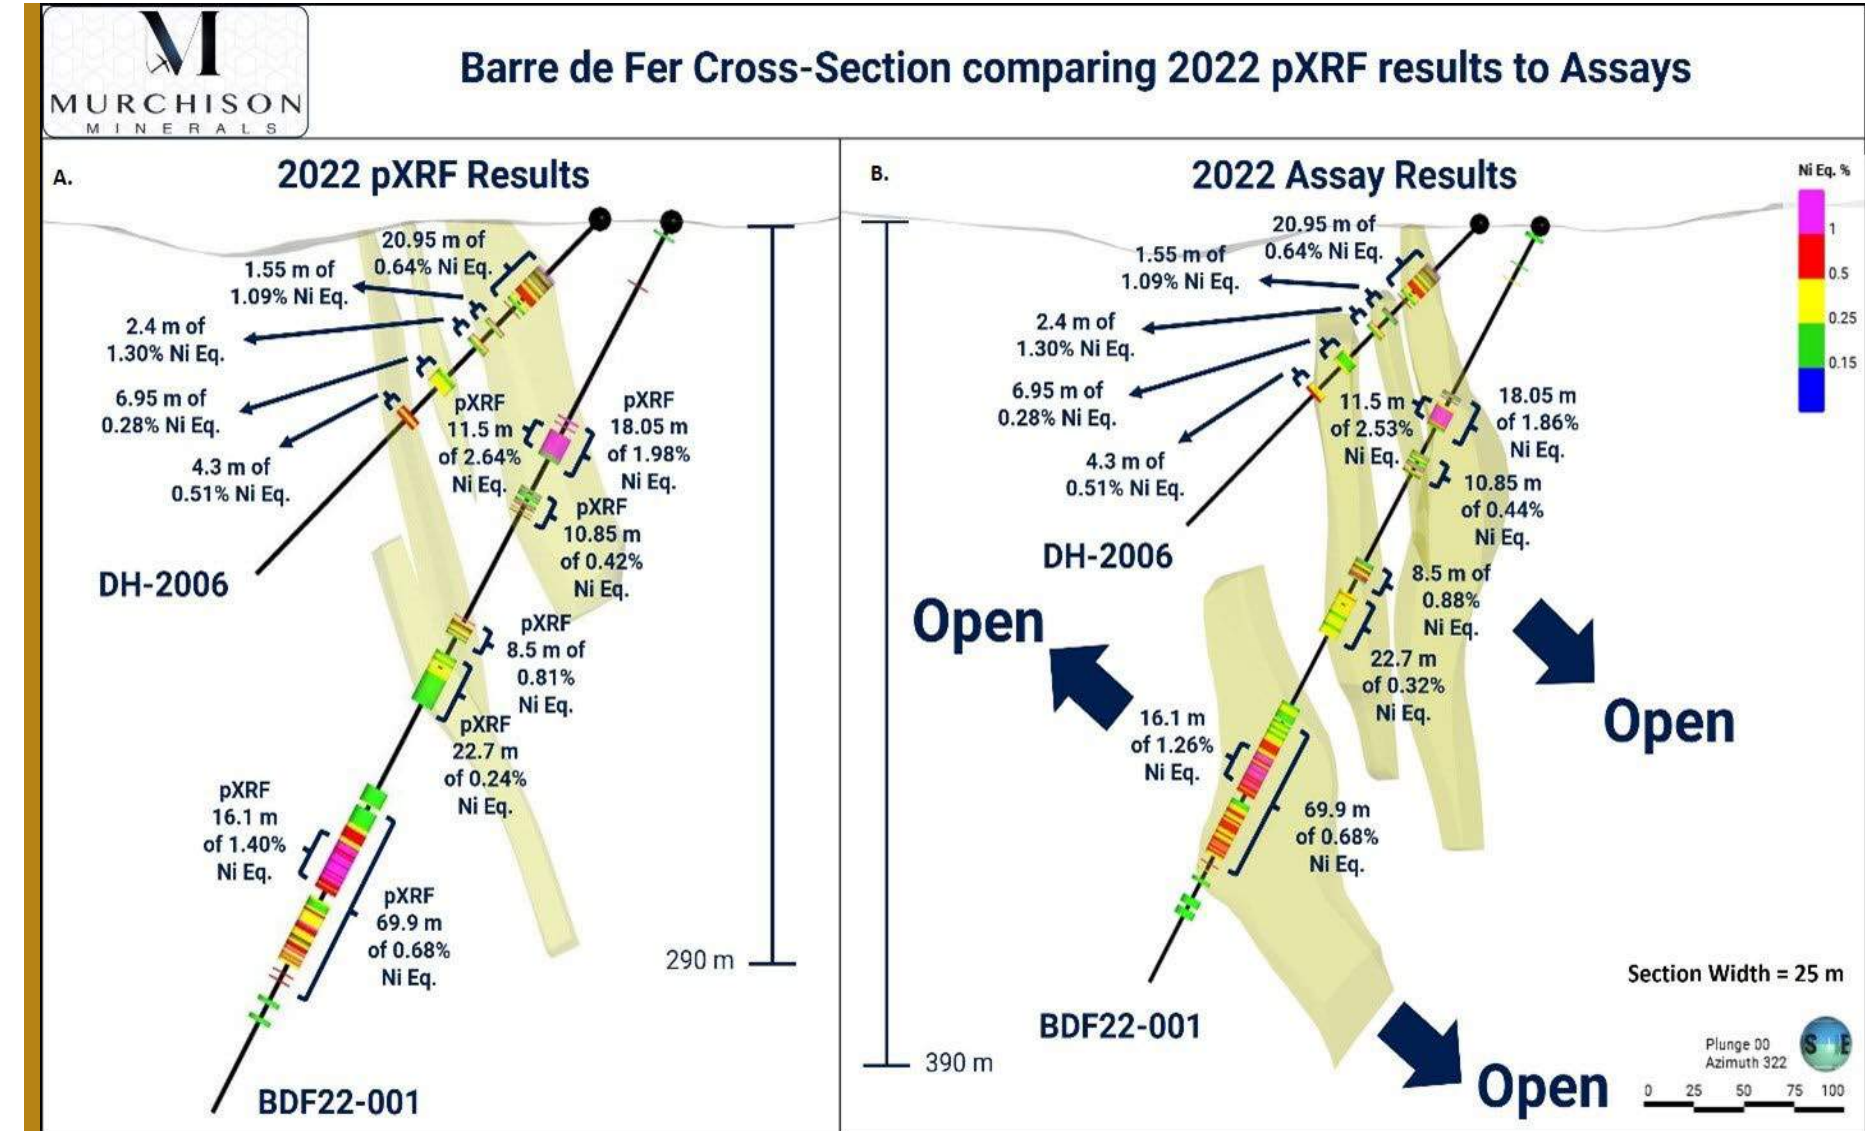 MURCHISON
MINERALS
Barre de Fer Cross-Section comparing 2022 pXRF results to Assays
A.
2022 pXRF Results
20.95 m of
0.64% Ni Eq.
1.55 m of
1.09% Ni Eq.
2.4 m of
1.30% Ni Eq.
6.95 m of
0.28% Ni Eq.
4.3 m of
0.51% Ni Eq.
DH-2006
pXRF
11.5 m
of 2.64%
Ni Eq.
pXRF
18.05 m
of 1.98%
Ni Eq.
pXRF
10.85 m
of 0.42%
Ni Eq.
pXRF
8.5 m of
0.81%
Ni Eq.
pXRF
22.7 m
of 0.24%
Ni Eq.
pXRF
16.1 m
of 1.40%
Ni Eq.
pXRF
69.9 m
of 0.68%
Ni Eq.
290 m
BDF22-001
B.
2022 Assay Results
20.95 m of
0.64% Ni Eq.
1.55 m of
1.09% Ni Eq.
2.4 m of
1.30% Ni Eq.
6.95 m of
0.28% Ni Eq.
4.3 m of
0.51% Ni Eq.
DH-2006
11.5 m
of 2.53%
Ni Eq.
18.05 m
of 1.86%
Ni Eq.
10.85 m
of 0.44%
Ni Eq.
8.5 m of
0.88%
Ni Eq.
22.7 m
of 0.32%
Ni Eq.
Open
Open
16.1 m
of 1.26%
Ni Eq.
69.9 m
of 0.68%
Ni Eq.
BDF22-001
390 m
Open
Ni Eq. %
1
0.5
0.25
0.15
Section Width = 25 m
Plunge 00
Azimuth 322
S E
0 25 50 75 100